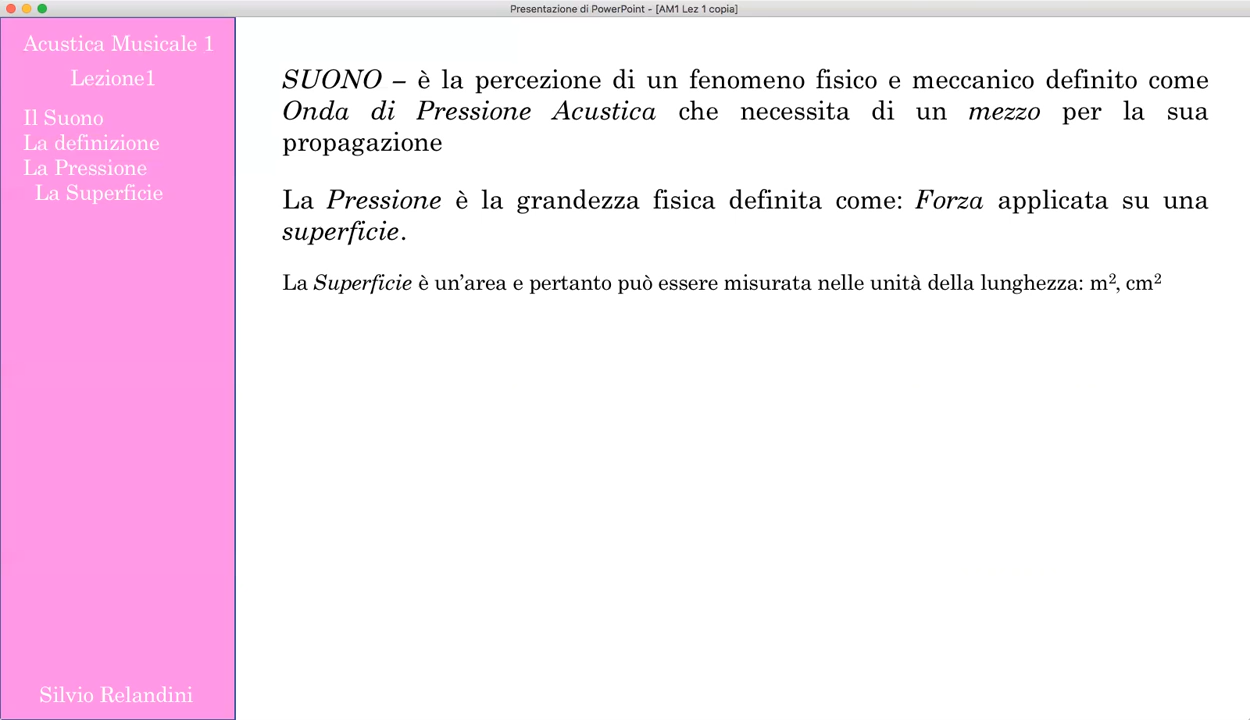 Presentazione di PowerPoint - [AM1 Lez 1 copia]
Acustica Musicale 1
Lezione1
Il Suono
La definizione
La Pressione
La Superficie
Silvio Relandini
SUONO – è la percezione di un fenomeno fisico e meccanico definito come
Onda di Pressione Acustica che necessita di un mezzo per la sua
propagazione
La Pressione è la grandezza fisica definita come: Forza applicata su una
superficie.
La Superficie è un’area e pertanto può essere misurata nelle unità della lunghezza: m², cm²